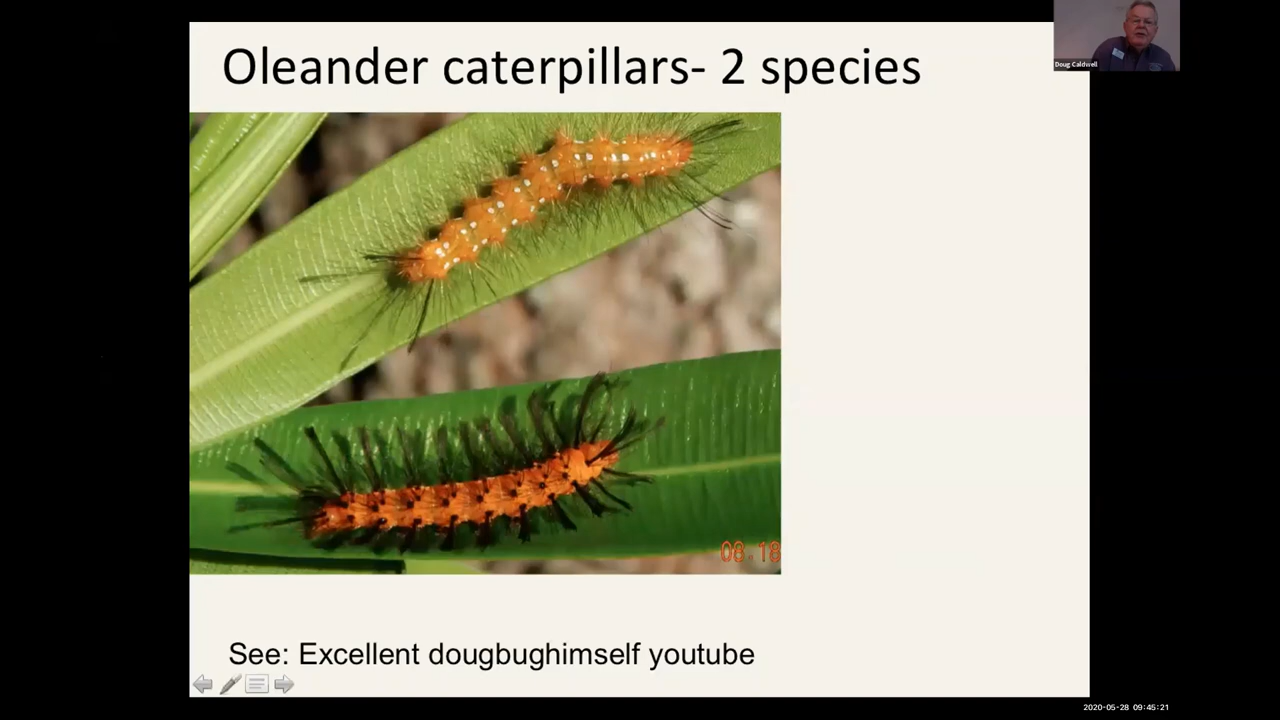 Oleander caterpillars- 2 species
Doug Caldwell
08.18
See: Excellent dougbughimself youtube
2020-05-28 09:45:21